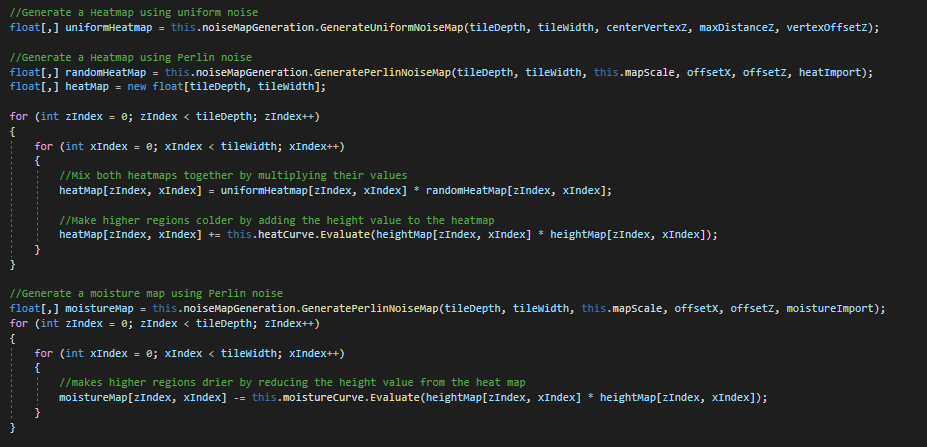 //Generate a Heatmap using uniform noise
float[,] uniformHeatmap = this.noiseMapGeneration.GenerateUniformNoiseMap(tileDepth, tileWidth, centerVertexZ, maxDistanceZ, vertexOffsetZ);
//Generate a Heatmap using Perlin noise
float[,] randomHeatMap = this.noiseMapGeneration.GeneratePerlinNoiseMap(tileDepth, tileWidth, this.mapScale, offsetX, offsetZ, heatImport);
float[,] heatMap = new float[tileDepth, tileWidth];
for (int zIndex = 0; zIndex < tileDepth; zIndex++)
{
for (int xIndex = 0; xIndex < tileWidth; xIndex++)
{
//Mix both heatmaps together by multiplying their values
heatMap[zIndex, xIndex] = uniformHeatmap[zIndex, xIndex] * randomHeatMap[zIndex, xIndex];
//Make higher regions colder by adding the height value to the heatmap
heatMap[zIndex, xIndex] += this.heatCurve.Evaluate(heightMap[zIndex, xIndex] * heightMap[zIndex, xIndex]);
}
}
//Generate a moisture map using Perlin noise
float[,] moistureMap = this.noiseMapGeneration.GeneratePerlinNoiseMap(tileDepth, tileWidth, this.mapScale, offsetX, offsetZ, moistureImport);
for (int zIndex = 0; zIndex < tileDepth; zIndex++)
{
for (int xIndex = 0; xIndex < tileWidth; xIndex++)
{
//makes higher regions drier by reducing the height value from the heat map
moistureMap[zIndex, xIndex] -= this.moistureCurve.Evaluate(heightMap[zIndex, xIndex] * heightMap[zIndex, xIndex]);
}
}